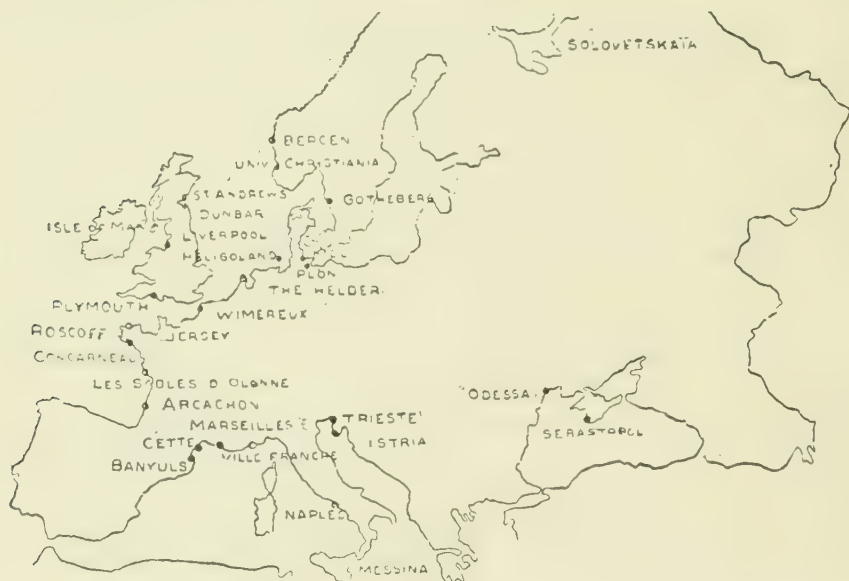 SOLOVETSKAÏA
BERGEN
UNIV. CHRISTIANIA
ST ANDREWS
GOTHEBERG
DUNBAR
ISLE OF MAN
LIVERPOOL
HELIGOLAND
PLÖN
THE HELDER.
PLYMOUTH
WIMEREUX
ROSCOFF
JERSEY
CONCARNEAU
LES SABLES D OLONNE
ODESSA
ARCACHON
TRIESTE
MARSEILLES
SEBASTOPOL
CETTE
ISTRIA
VILLE FRANCHE
BANYULS
NAPLES
MESSINA